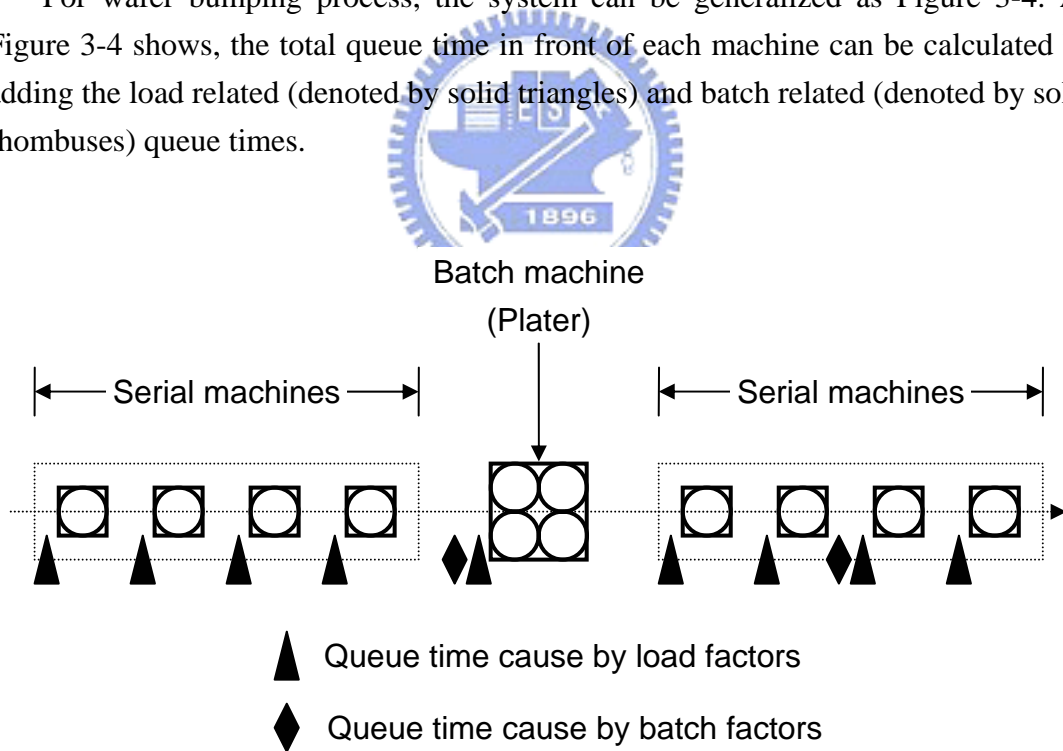 For wafer bumping process, the system can be generalized as Figure 3-4.
Figure 3-4 shows, the total queue time in front of each machine can be calculated
adding the load related (denoted by solid triangles) and batch related (denoted by
rhombuses) queue times.
ES
1896
Batch machine
(Plater)
Serial machines
Serial machines
Queue time cause by load factors
Queue time cause by batch factors